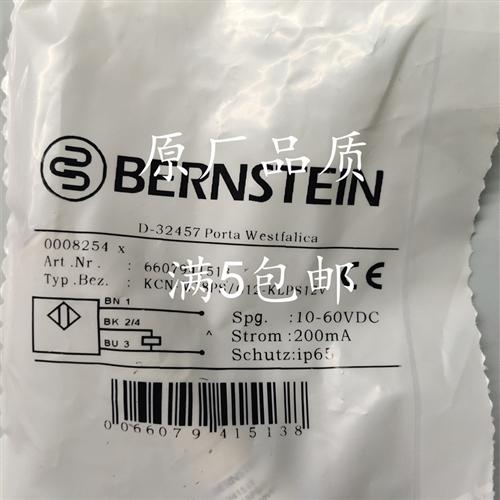 原厂品质
BERNSTEIN
D-32457 Porta Westfalica
0008254 x
Art.Nr. :
Typ.Bez. :
满5包邮
CE
BN 1
BK 2/4
BU 3
Spg. :10-60VDC
Strom:200mA
Schutz:ip65
0066079 415138